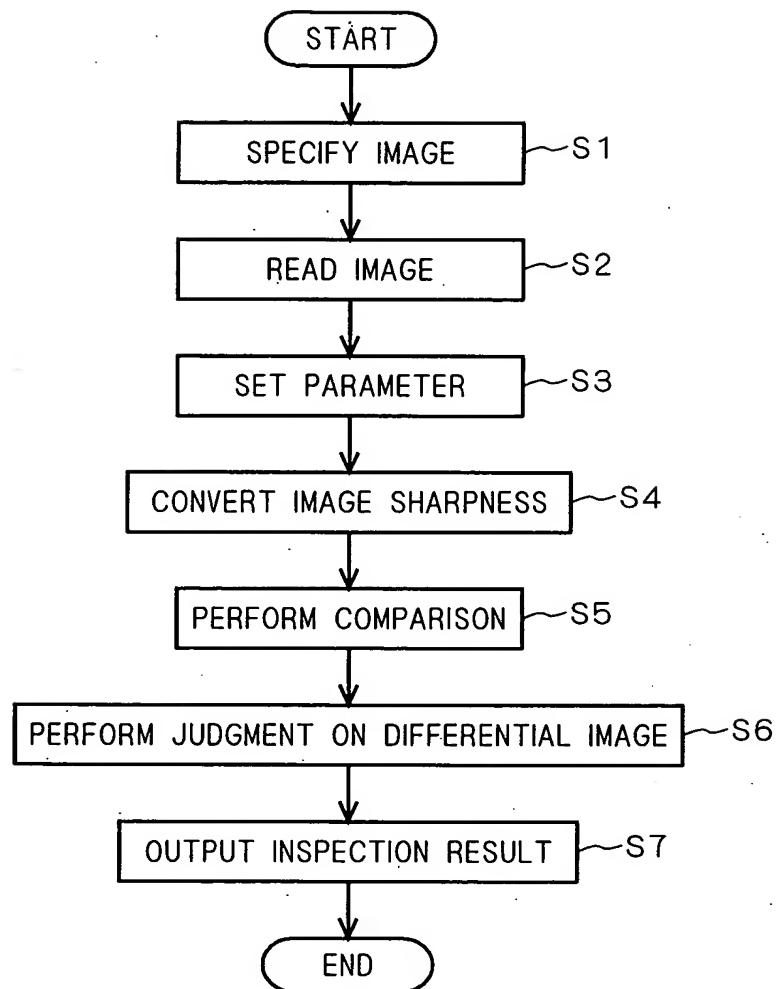 START
SPECIFY IMAGE S1
READ IMAGE S2
SET PARAMETER S3
CONVERT IMAGE SHARPNESS S4
PERFORM COMPARISON S5
PERFORM JUDGMENT ON DIFFERENTIAL IMAGE S6
OUTPUT INSPECTION RESULT S7
END